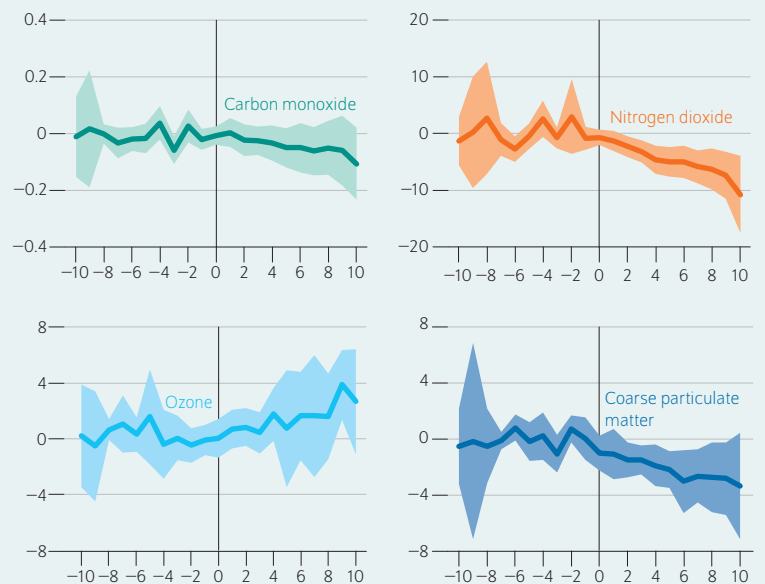 0.4
0.2
Carbon monoxide
0
−0.2
−0.4
−10 −8 −6 −4 −2 0 2 4 6 8 10
20
10
Nitrogen dioxide
0
−10
−20
−10 −8 −6 −4 −2 0 2 4 6 8 10
8
4
Ozone
0
−4
−8
−10 −8 −6 −4 −2 0 2 4 6 8 10
8
4
Coarse particulate
matter
0
−4
−8
−10 −8 −6 −4 −2 0 2 4 6 8 10